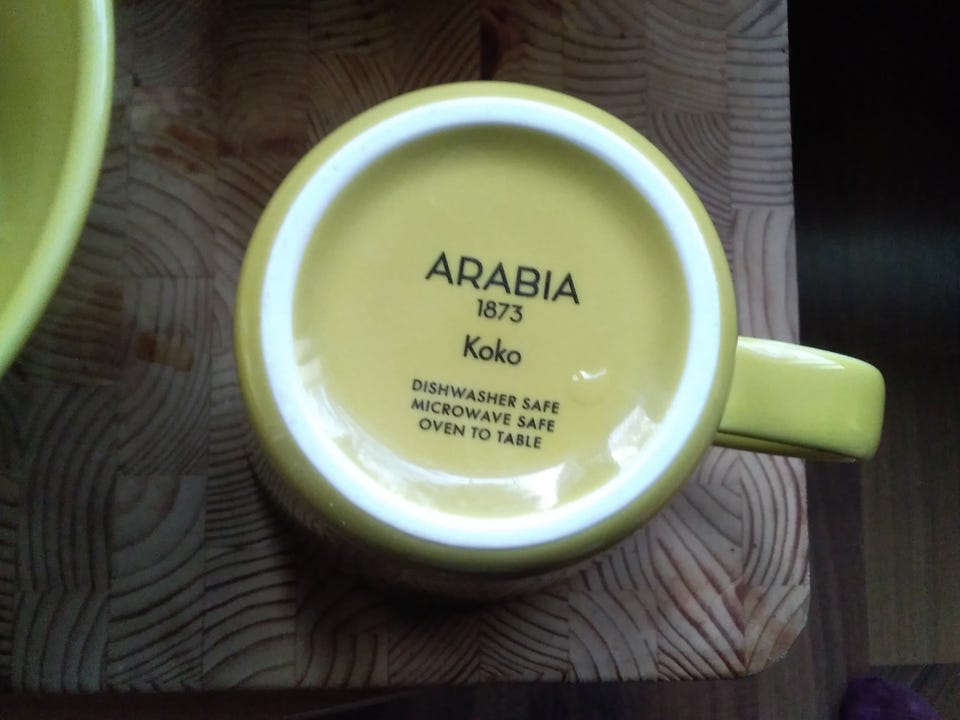 ARABIA
1873
Koko
DISHWASHER SAFE
MICROWAVE SAFE
OVEN TO TABLE